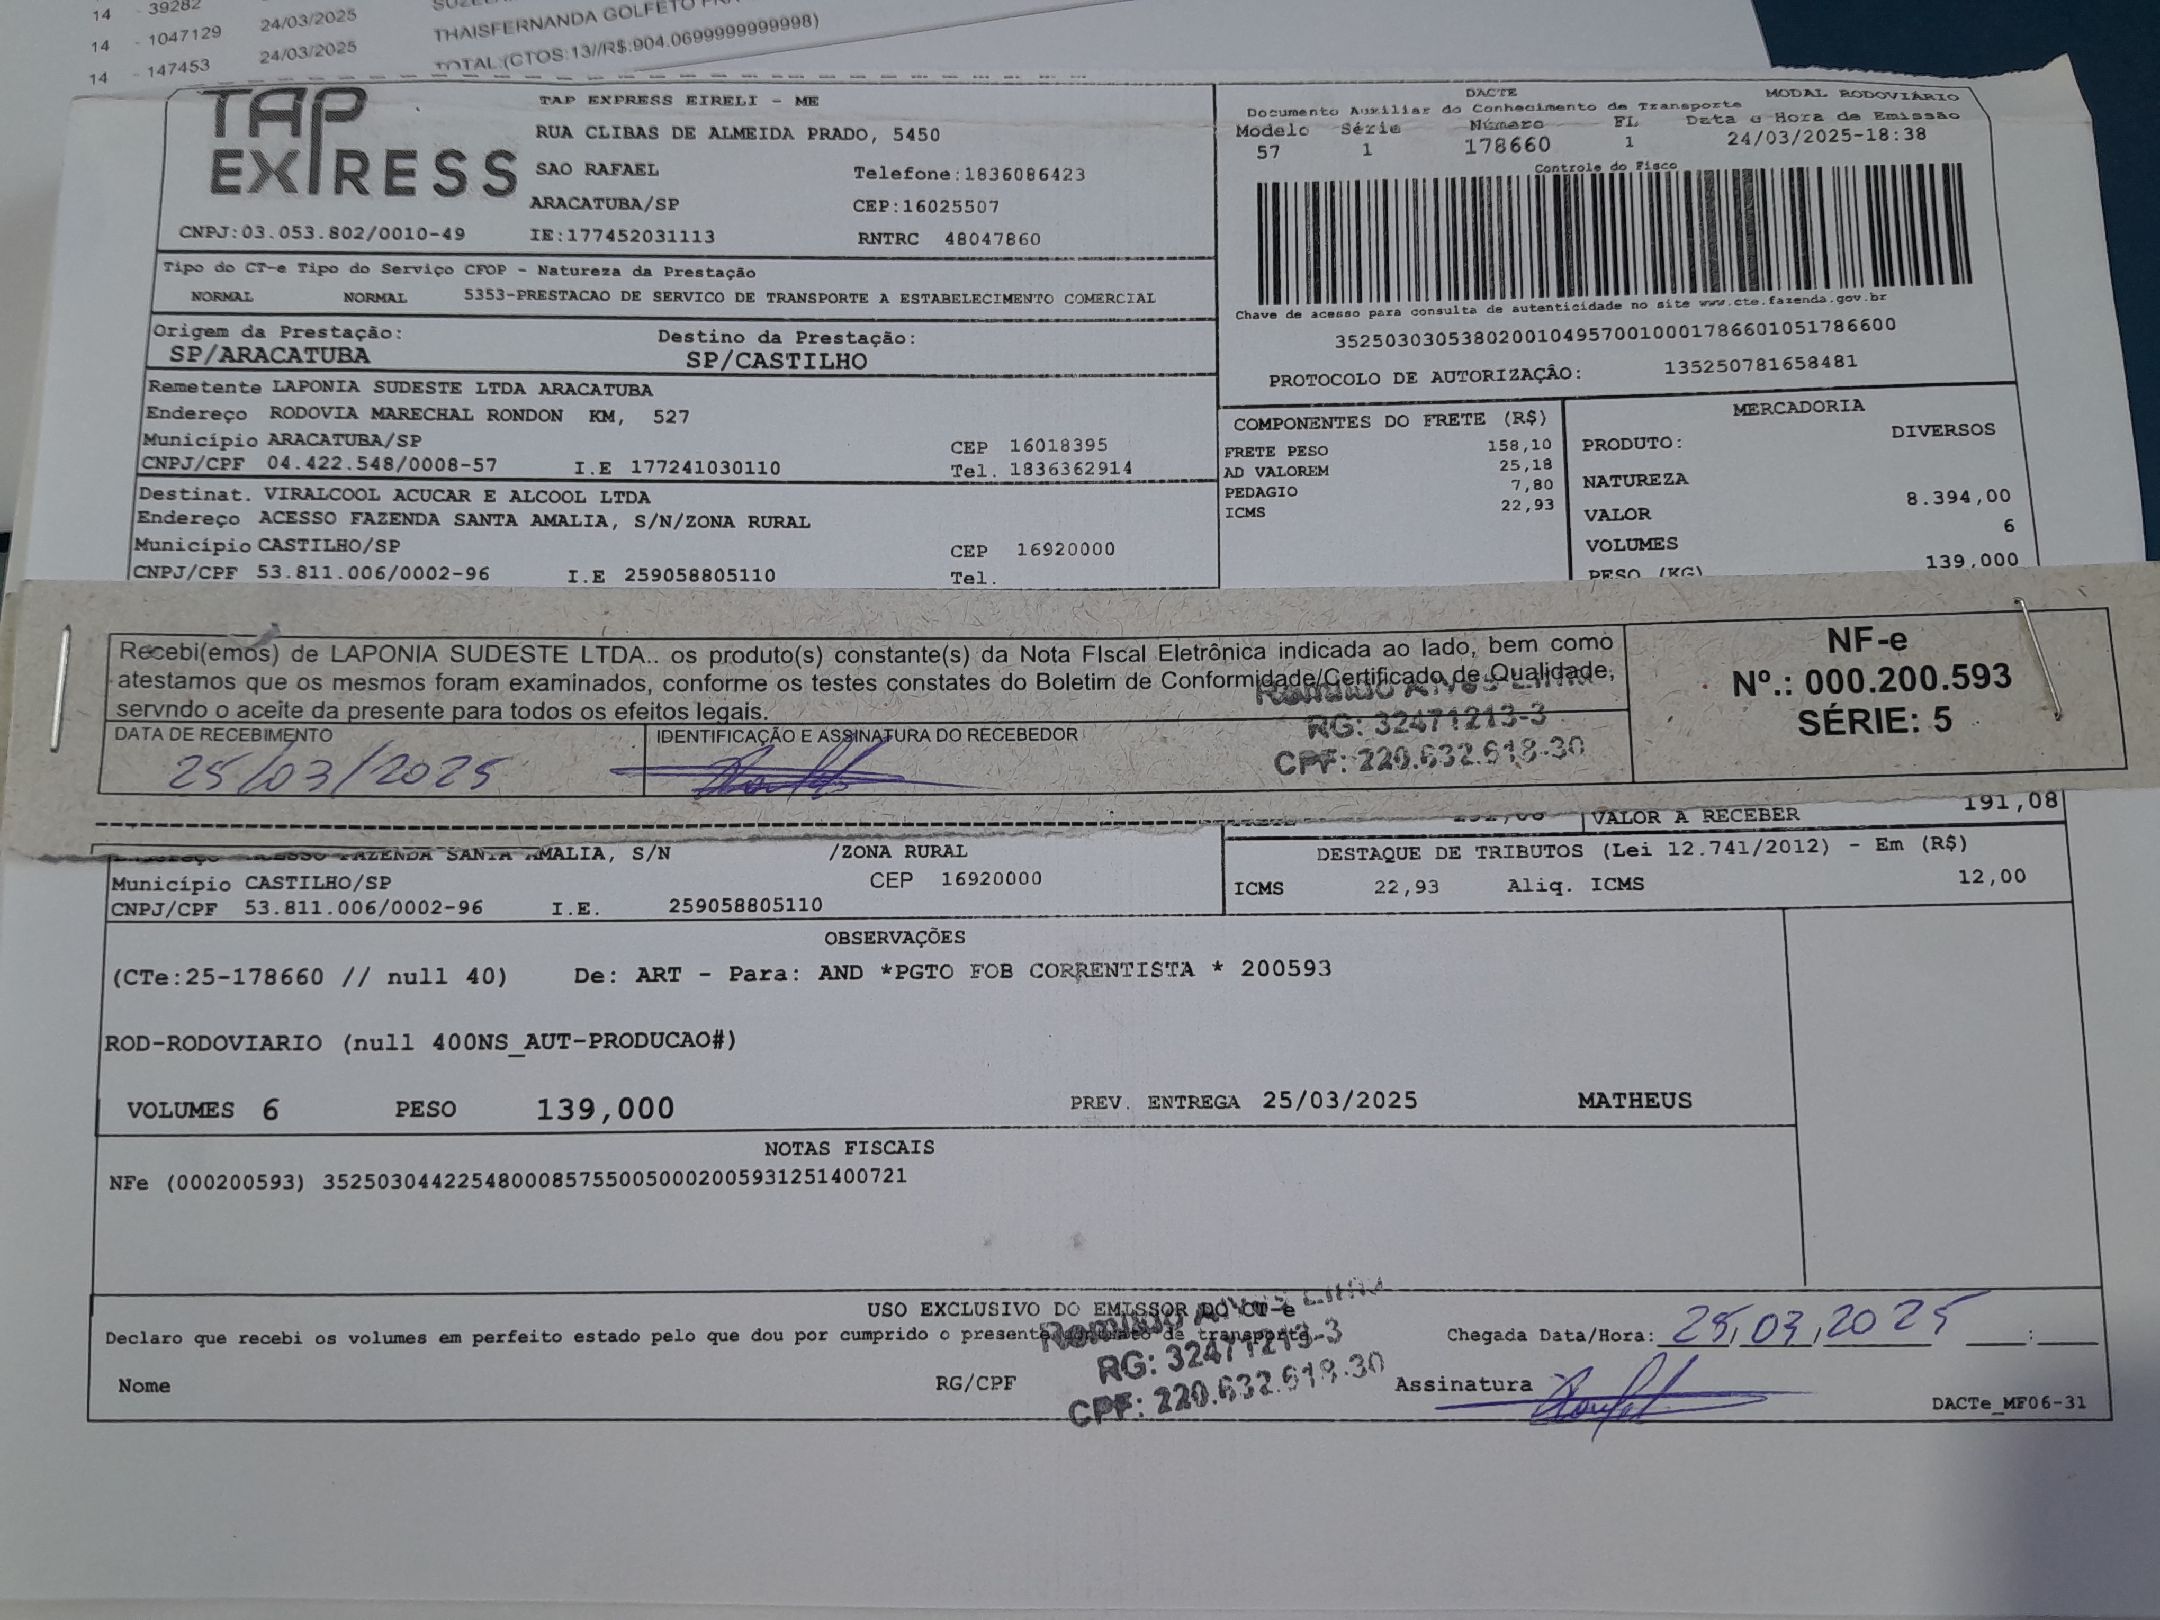 14 - 39282 24/03/2025
14 - 1047129 24/03/2025 THAISFERNANDA GOLFETO
14 - 147453 TOTAL:(CTOS:13//R$:904.0699999999998)
TAP EXPRESS
TAP EXPRESS EIRELI - ME
RUA CLIBAS DE ALMEIDA PRADO, 5450
SAO RAFAEL Telefone:1836086423
ARACATUBA/SP CEP:16025507
CNPJ:03.053.802/0010-49 IE:177452031113 RNTRC 48047860
DACTE MODAL RODOVIÁRIO
Documento Auxiliar do Conhecimento de Transporte
Modelo Série Número FL Data e Hora de Emissão
57 1 178660 1 24/03/2025-18:38
Controle do Fisco
Chave de acesso para consulta de autenticidade no site www.cte.fazenda.gov.br
35250303053802001049570010001786601051786600
PROTOCOLO DE AUTORIZAÇÃO: 135250781658481
Tipo do CT-e Tipo do Serviço CFOP - Natureza da Prestação
NORMAL NORMAL 5353-PRESTACAO DE SERVICO DE TRANSPORTE A ESTABELECIMENTO COMERCIAL
Origem da Prestação: Destino da Prestação:
SP/ARACATUBA SP/CASTILHO
Remetente LAPONIA SUDESTE LTDA ARACATUBA
Endereço RODOVIA MARECHAL RONDON KM, 527
Município ARACATUBA/SP CEP 16018395
CNPJ/CPF 04.422.548/0008-57 I.E 177241030110 Tel. 1836362914
Destinat. VIRALCOOL ACUCAR E ALCOOL LTDA
Endereço ACESSO FAZENDA SANTA AMALIA, S/N/ZONA RURAL
Município CASTILHO/SP CEP 16920000
CNPJ/CPF 53.811.006/0002-96 I.E 259058805110 Tel.
COMPONENTES DO FRETE (R$)
FRETE PESO 158,10
AD VALOREM 25,18
PEDAGIO 7,80
ICMS 22,93
MERCADORIA
PRODUTO: DIVERSOS
NATUREZA
VALOR 8.394,00
VOLUMES 6
PESO (KG) 139,000
Recebi(emos) de LAPONIA SUDESTE LTDA.. os produto(s) constante(s) da Nota FIscal Eletrônica indicada ao lado, bem como
atestamos que os mesmos foram examinados, conforme os testes constates do Boletim de Conformidade/Certificado de Qualidade,
servndo o aceite da presente para todos os efeitos legais.
DATA DE RECEBIMENTO IDENTIFICAÇÃO E ASSINATURA DO RECEBEDOR
25/03/2025
RG: 32471213-3
CPF: 220.632.618-30
NF-e
Nº.: 000.200.593
SÉRIE: 5
VALOR A RECEBER 191,08
Endereço ACESSO FAZENDA SANTA AMALIA, S/N /ZONA RURAL
Município CASTILHO/SP CEP 16920000
CNPJ/CPF 53.811.006/0002-96 I.E. 259058805110
DESTAQUE DE TRIBUTOS (Lei 12.741/2012) - Em (R$)
ICMS 22,93 Aliq. ICMS 12,00
OBSERVAÇÕES
(CTe:25-178660 // null 40) De: ART - Para: AND *PGTO FOB CORRENTISTA * 200593
ROD-RODOVIARIO (null 400NS_AUT-PRODUCAO#)
VOLUMES 6 PESO 139,000 PREV. ENTREGA 25/03/2025 MATHEUS
NOTAS FISCAIS
NFe (000200593) 35250304422548000857550050002005931251400721
USO EXCLUSIVO DO EMISSOR DO CT-e
Declaro que recebi os volumes em perfeito estado pelo que dou por cumprido o presente contrato de transporte.
Chegada Data/Hora: 25/03/2025 :
RG: 32471213-3
CPF: 220.632.618-30
Nome RG/CPF Assinatura
DACTe_MF06-31